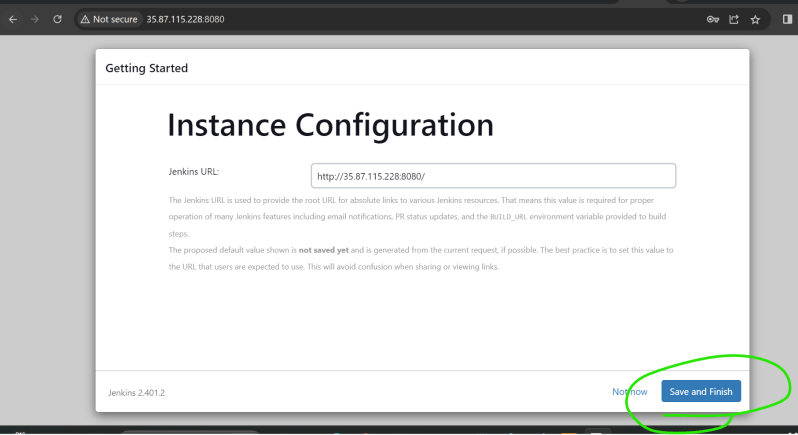 Not secure 35.87.115.228:8080
Getting Started
Instance Configuration
Jenkins URL:
http://35.87.115.228:8080/
The Jenkins URL is used to provide the root URL for absolute links to various Jenkins resources. That means this value is required for proper
operation of many Jenkins features including email notifications, PR status updates, and the BUILD_URL environment variable provided to build
steps.
The proposed default value shown is not saved yet and is generated from the current request, if possible. The best practice is to set this value to
the URL that users are expected to use. This will avoid confusion when sharing or viewing links.
Jenkins 2.401.2
Not now
Save and Finish